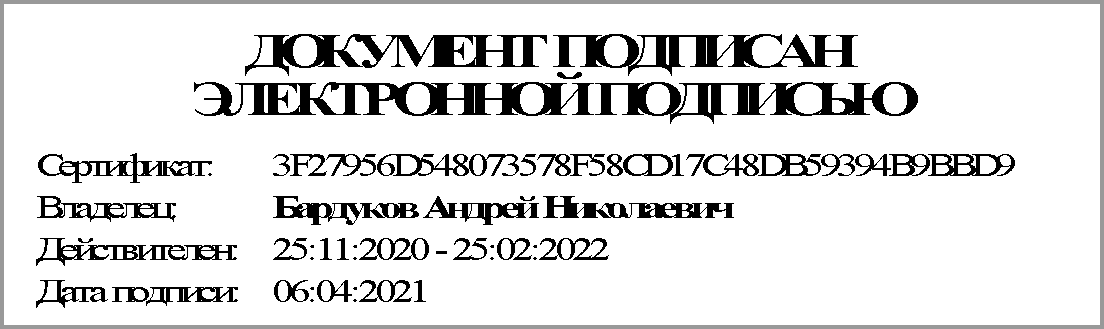 ДОКУМЕНТ ПОДПИСАН
ЭЛЕКТРОННОЙ ПОДПИСЬЮ
Сертификат: 3F27956D548073578F58CD17C48DB59394B9BBD9
Владелец: Бардуков Андрей Николаевич
Действителен: 25:11:2020 - 25:02:2022
Дата подписи: 06:04:2021